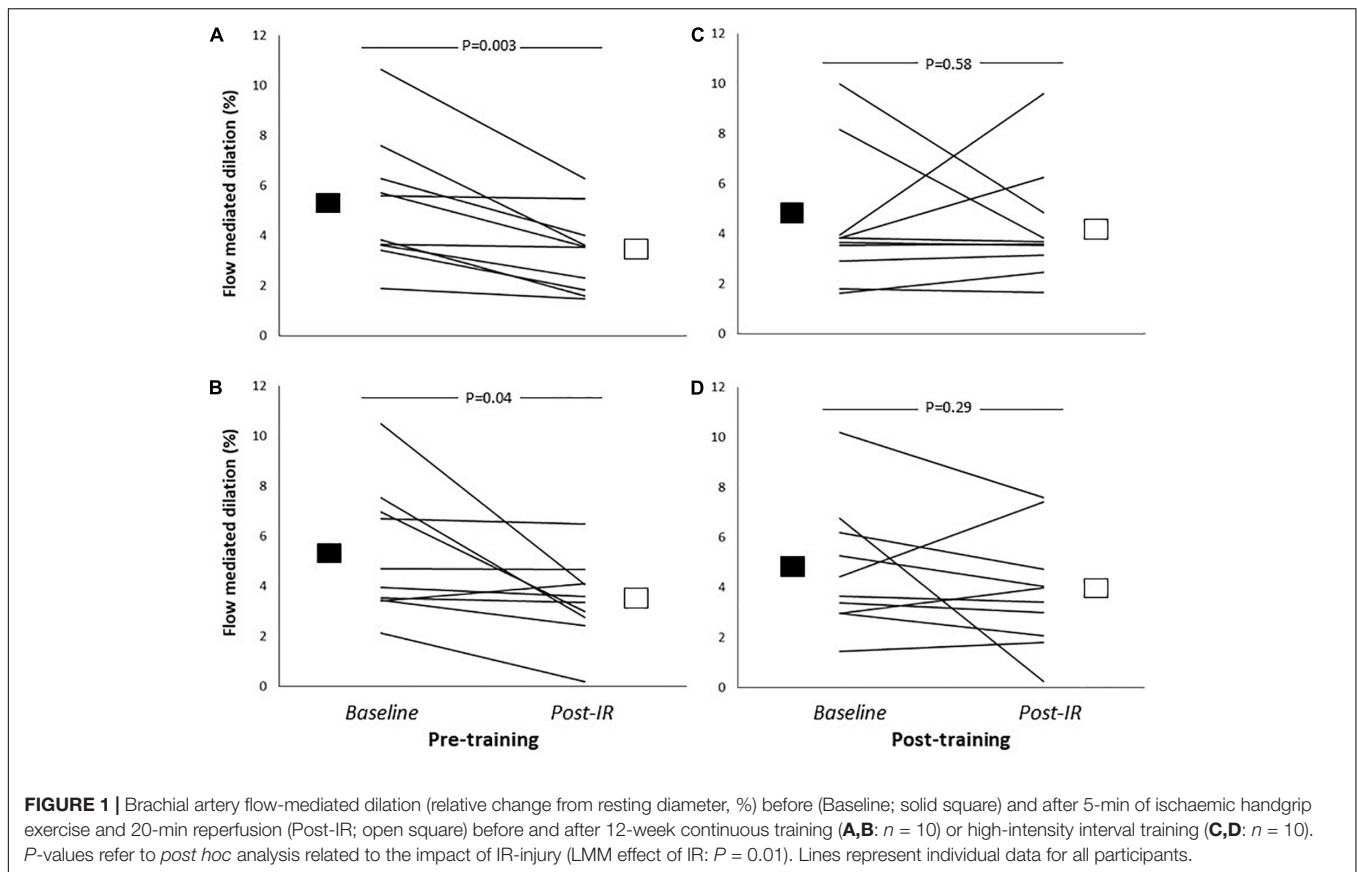 A
C
P=0.003
P=0.58
Flow mediated dilation (%)
12
10
8
6
4
2
0
12
10
8
6
4
2
0
B
D
P=0.04
P=0.29
Flow mediated dilation (%)
12
10
8
6
4
2
0
12
10
8
6
4
2
0
Baseline Post-IR
Baseline Post-IR
Pre-training
Post-training
FIGURE 1 | Brachial artery flow-mediated dilation (relative change from resting diameter, %) before (Baseline; solid square) and after 5-min of ischaemic handgrip
exercise and 20-min reperfusion (Post-IR; open square) before and after 12-week continuous training (A,B: n = 10) or high-intensity interval training (C,D: n = 10).
P-values refer to post hoc analysis related to the impact of IR-injury (LMM effect of IR: P = 0.01). Lines represent individual data for all participants.